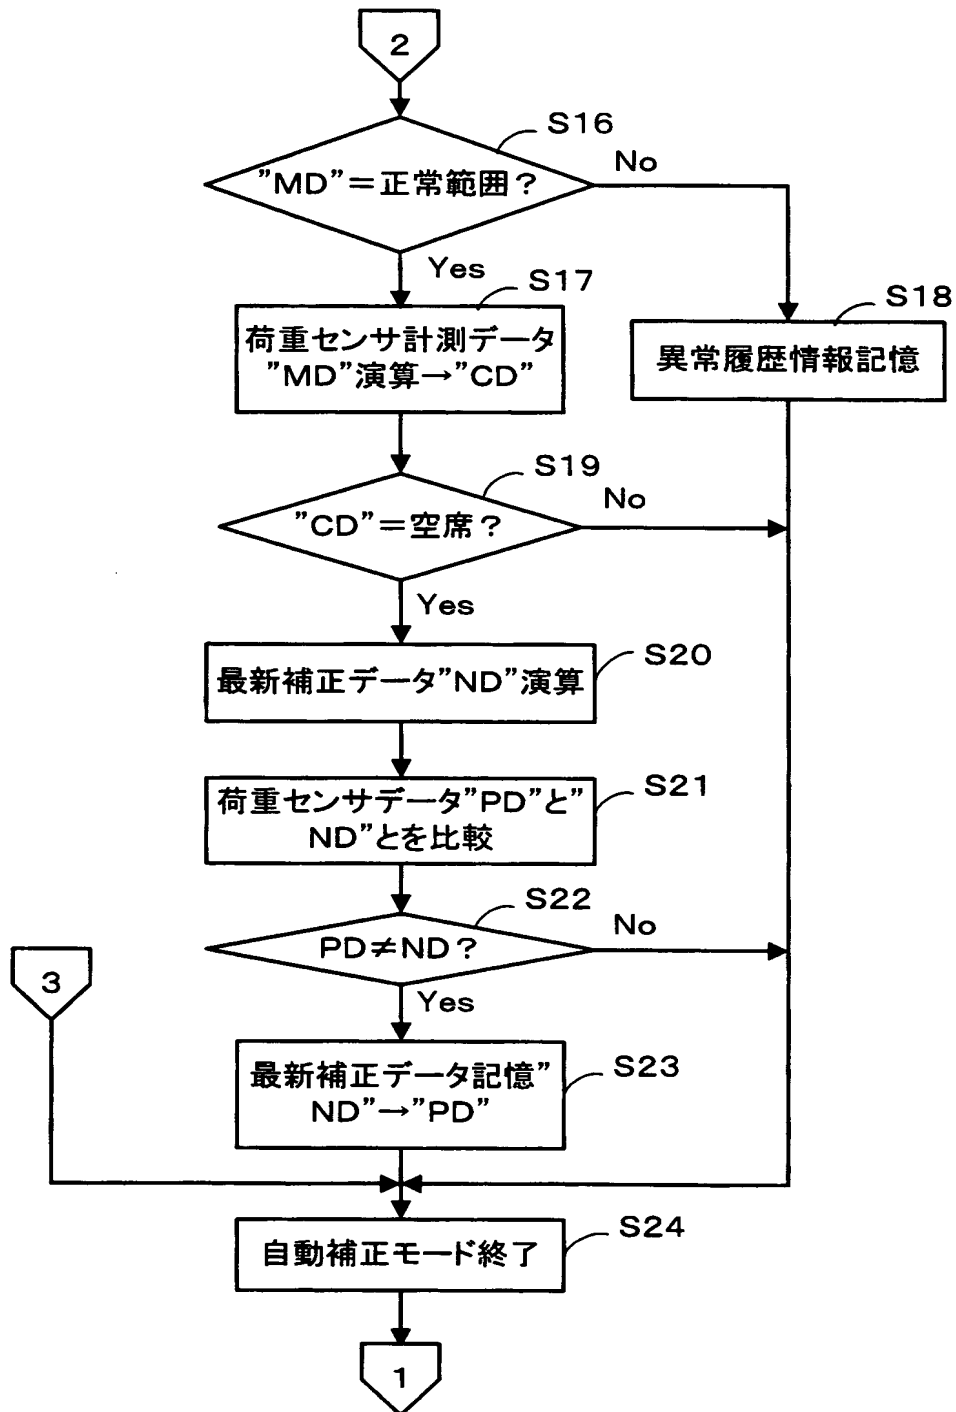 2
S16
"MD"=正常範囲?
No
Yes
S17
荷重センサ計測データ
"MD"演算→"CD"
S18
異常履歴情報記憶
S19
"CD"=空席?
No
Yes
S20
最新補正データ"ND"演算
S21
荷重センサデータ"PD"と"
ND"とを比較
S22
PD≠ND?
No
3
Yes
S23
最新補正データ記憶"
ND"→"PD"
S24
自動補正モード終了
1